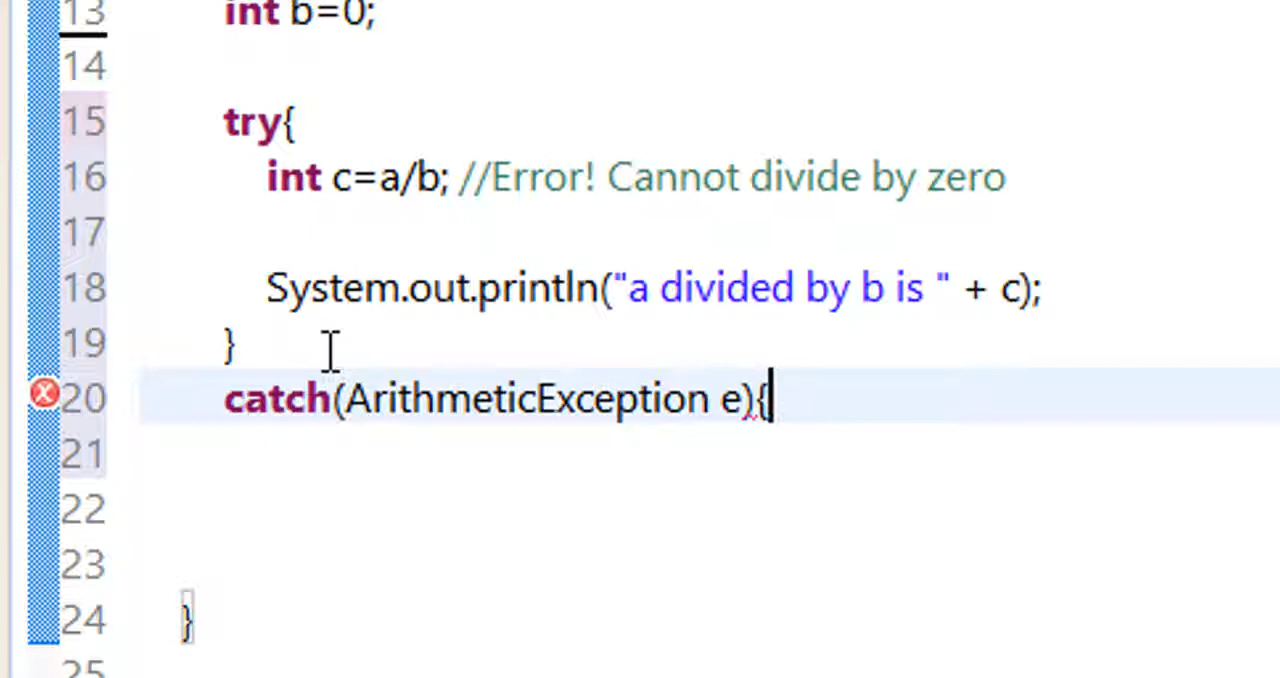 13 int b=0;
14
15 try{
16 int c=a/b; //Error! Cannot divide by zero
17
18 System.out.println("a divided by b is " + c);
19 }
20 catch(ArithmeticException e){
21
22
23
24 }
25